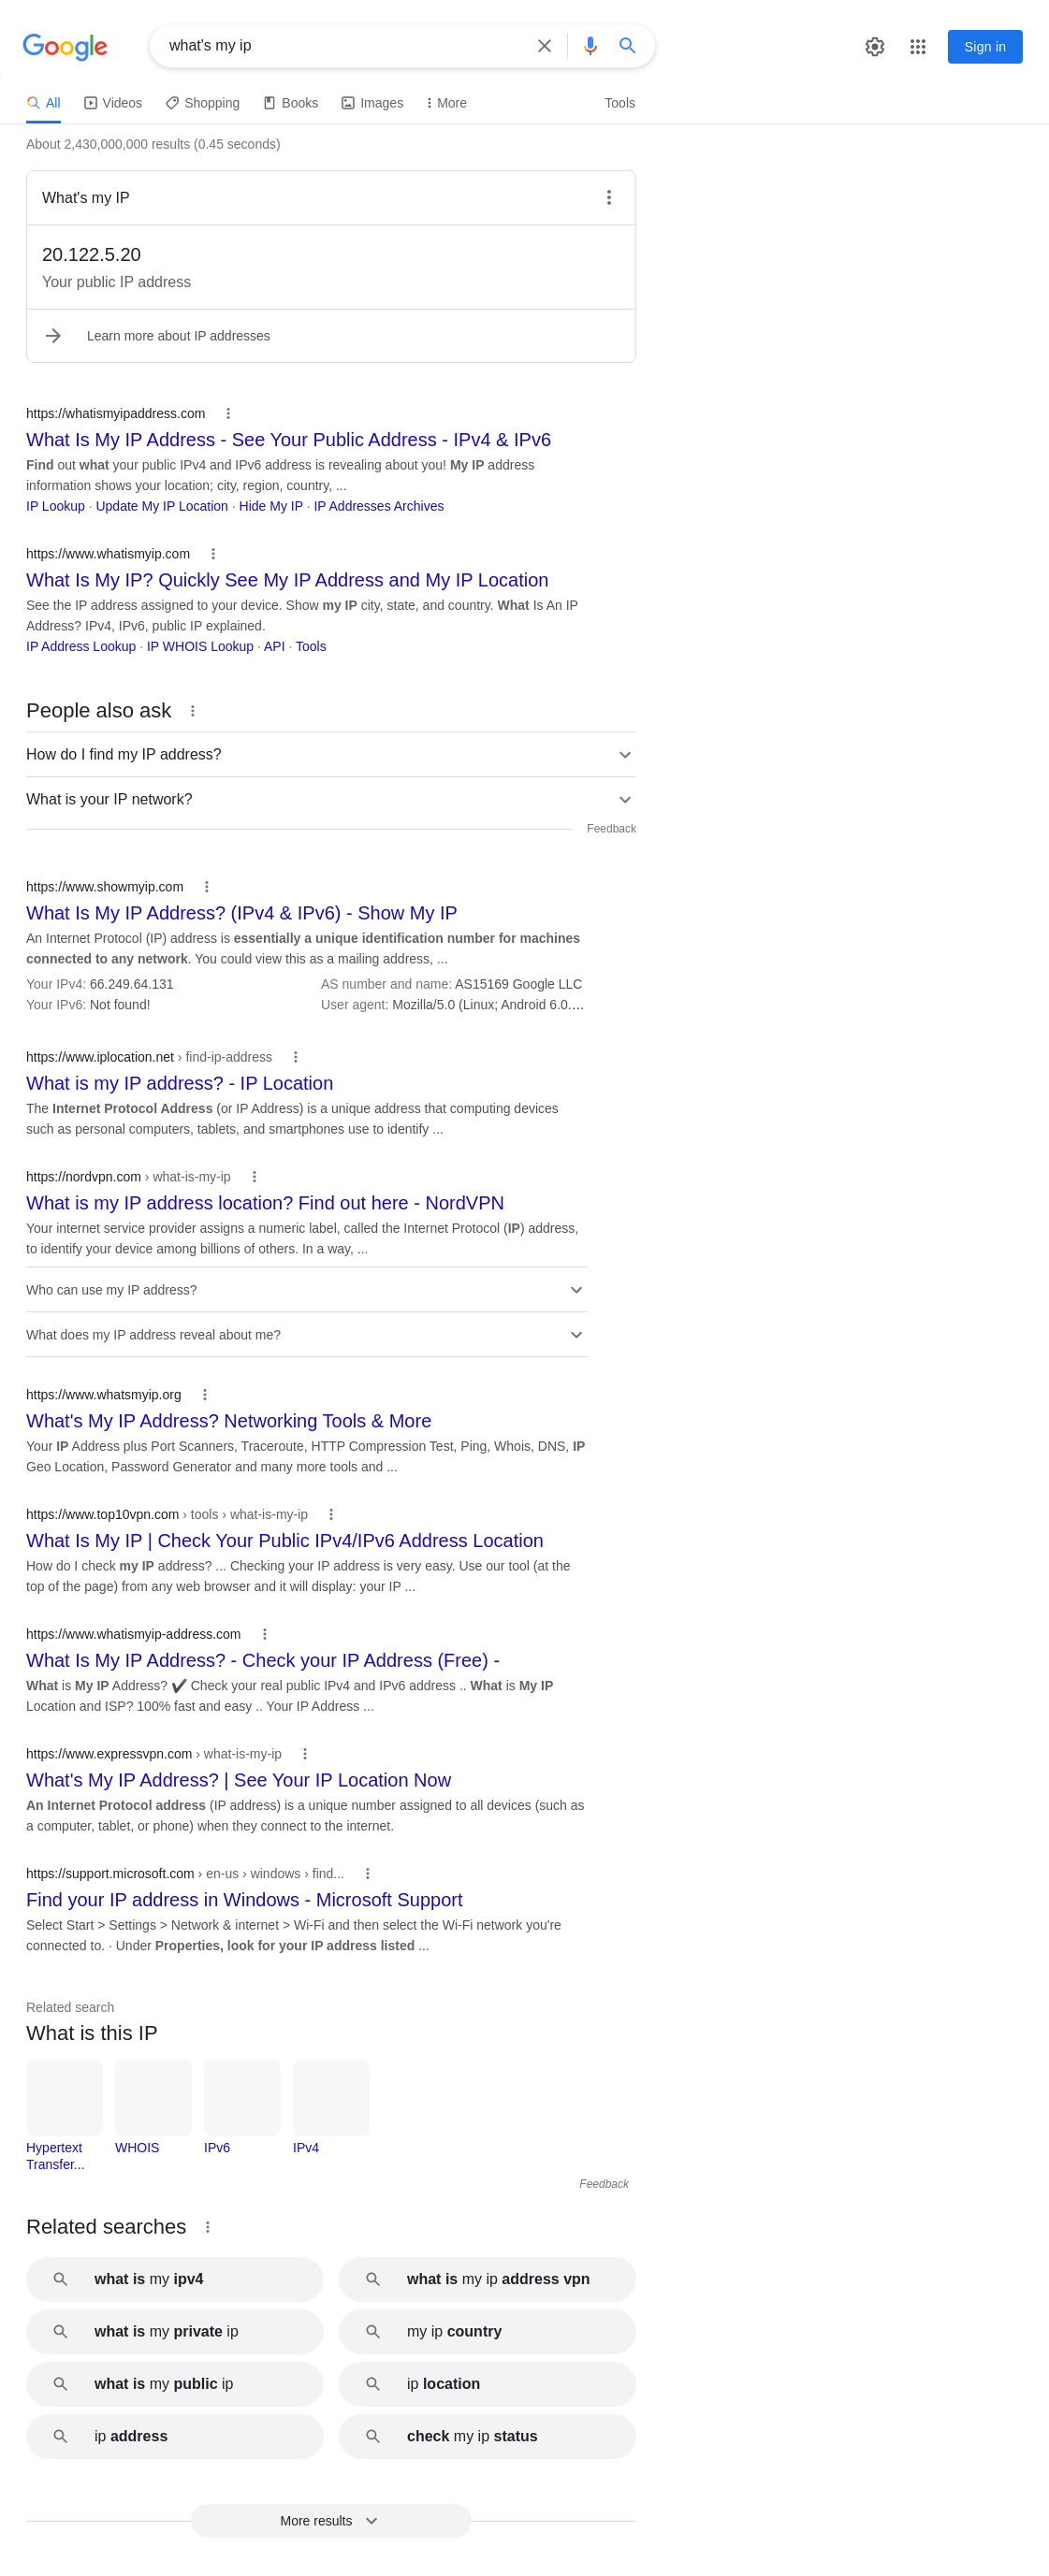 Google
what's my ip
Sign in
All
Videos
Shopping
Books
Images
More
Tools
About 2,430,000,000 results (0.45 seconds)
What's my IP
20.122.5.20
Your public IP address
Learn more about IP addresses
https://whatismyipaddress.com
What Is My IP Address - See Your Public Address - IPv4 & IPv6
Find out what your public IPv4 and IPv6 address is revealing about you! My IP address
information shows your location; city, region, country, ...
IP Lookup · Update My IP Location · Hide My IP · IP Addresses Archives
https://www.whatismyip.com
What Is My IP? Quickly See My IP Address and My IP Location
See the IP address assigned to your device. Show my IP city, state, and country. What Is An IP
Address? IPv4, IPv6, public IP explained.
IP Address Lookup · IP WHOIS Lookup · API · Tools
People also ask
How do I find my IP address?
What is your IP network?
Feedback
https://www.showmyip.com
What Is My IP Address? (IPv4 & IPv6) - Show My IP
An Internet Protocol (IP) address is essentially a unique identification number for machines
connected to any network. You could view this as a mailing address, ...
Your IPv4: 66.249.64.131
AS number and name: AS15169 Google LLC
Your IPv6: Not found!
User agent: Mozilla/5.0 (Linux; Android 6.0.…
https://www.iplocation.net › find-ip-address
What is my IP address? - IP Location
The Internet Protocol Address (or IP Address) is a unique address that computing devices
such as personal computers, tablets, and smartphones use to identify ...
https://nordvpn.com › what-is-my-ip
What is my IP address location? Find out here - NordVPN
Your internet service provider assigns a numeric label, called the Internet Protocol (IP) address,
to identify your device among billions of others. In a way, ...
Who can use my IP address?
What does my IP address reveal about me?
https://www.whatsmyip.org
What's My IP Address? Networking Tools & More
Your IP Address plus Port Scanners, Traceroute, HTTP Compression Test, Ping, Whois, DNS, IP
Geo Location, Password Generator and many more tools and ...
https://www.top10vpn.com › tools › what-is-my-ip
What Is My IP | Check Your Public IPv4/IPv6 Address Location
How do I check my IP address? ... Checking your IP address is very easy. Use our tool (at the
top of the page) from any web browser and it will display: your IP ...
https://www.whatismyip-address.com
What Is My IP Address? - Check your IP Address (Free) -
What is My IP Address? ✔️ Check your real public IPv4 and IPv6 address .. What is My IP
Location and ISP? 100% fast and easy .. Your IP Address ...
https://www.expressvpn.com › what-is-my-ip
What's My IP Address? | See Your IP Location Now
An Internet Protocol address (IP address) is a unique number assigned to all devices (such as
a computer, tablet, or phone) when they connect to the internet.
https://support.microsoft.com › en-us › windows › find...
Find your IP address in Windows - Microsoft Support
Select Start > Settings > Network & internet > Wi-Fi and then select the Wi-Fi network you're
connected to. · Under Properties, look for your IP address listed ...
Related search
What is this IP
Hypertext
Transfer...
WHOIS
IPv6
IPv4
Feedback
Related searches
what is my ipv4
what is my ip address vpn
what is my private ip
my ip country
what is my public ip
ip location
ip address
check my ip status
More results